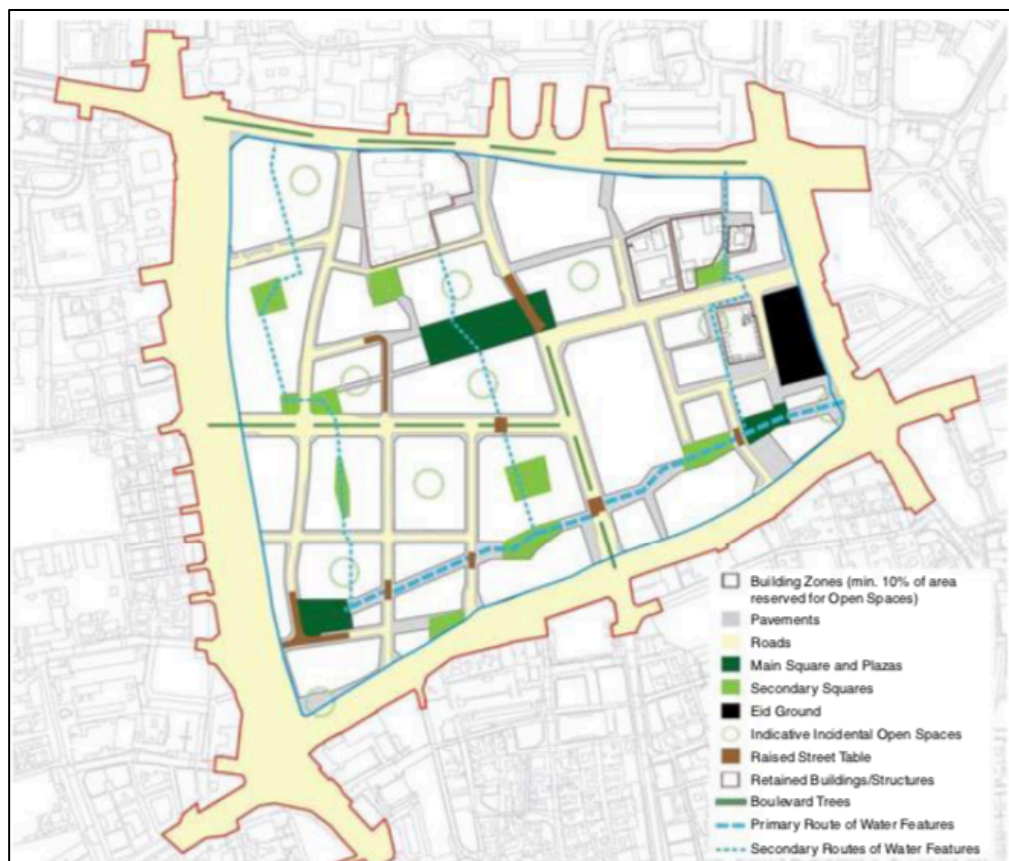 Building Zones (min. 10% of area
reserved for Open Spaces)
Pavements
Roads
Main Square and Plazas
Secondary Squares
Eid Ground
Indicative Incidental Open Spaces
Raised Street Table
Retained Buildings/Structures
Boulevard Trees
Primary Route of Water Features
Secondary Routes of Water Features